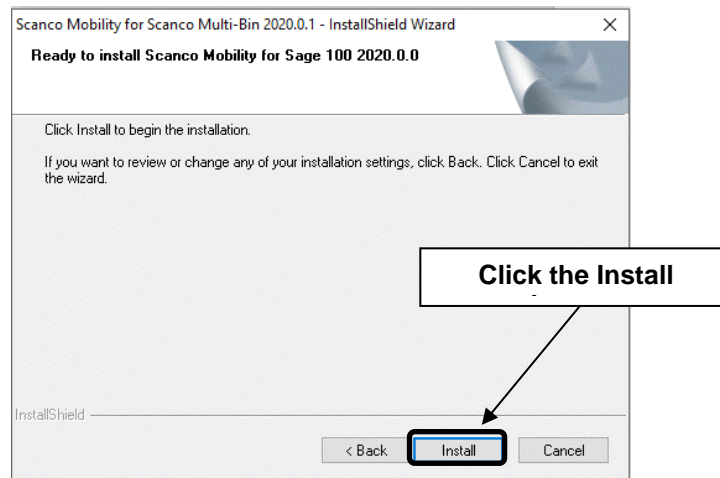 Scanco Mobility for Scanco Multi-Bin 2020.0.1 - InstallShield Wizard
Ready to install Scanco Mobility for Sage 100 2020.0.0
Click Install to begin the installation.
If you want to review or change any of your installation settings, click Back. Click Cancel to exit
the wizard.
Click the Install
InstallShield
< Back
Install
Cancel